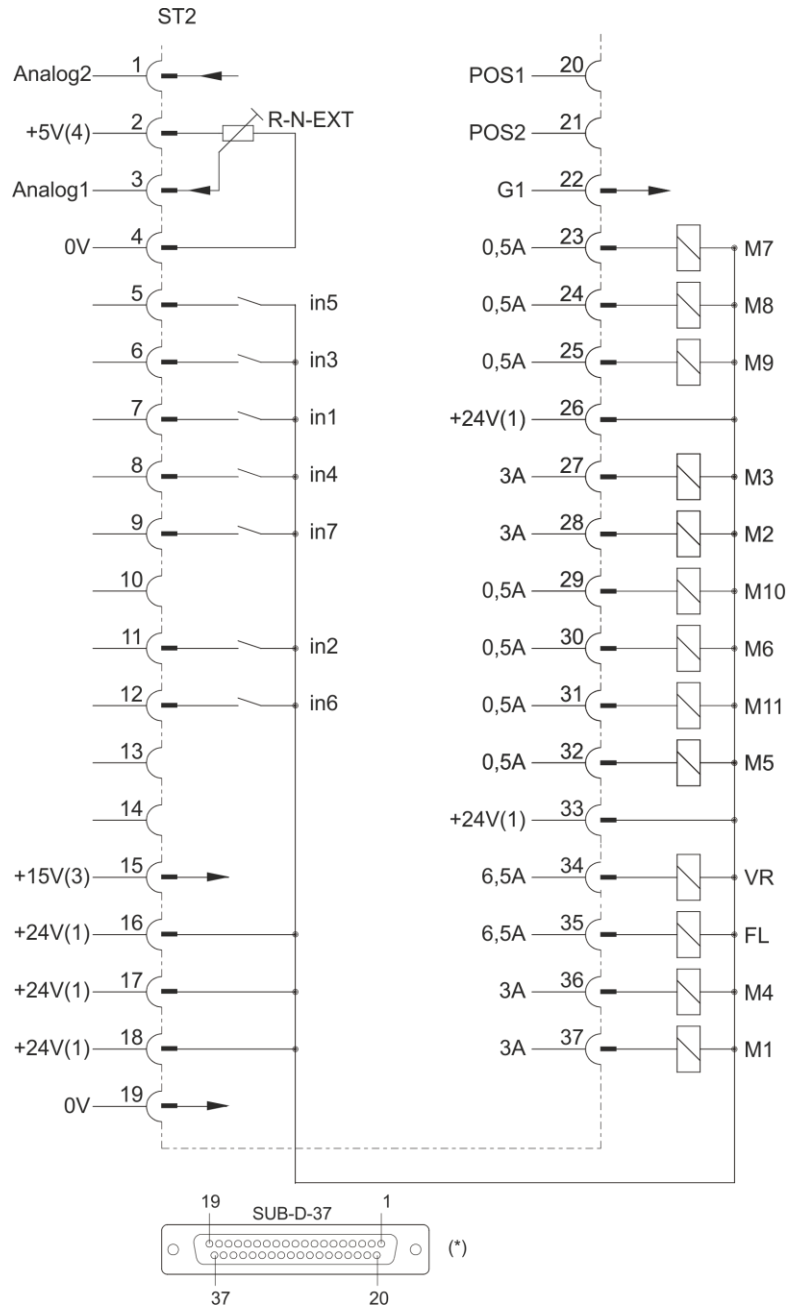 ST2
Analog2 1
+5V(4) 2 R-N-EXT
Analog1 3
0V 4
5 in5
6 in3
7 in1
8 in4
9 in7
10
11 in2
12 in6
13
14
+15V(3) 15
+24V(1) 16
+24V(1) 17
+24V(1) 18
0V 19
POS1 20
POS2 21
G1 22
0,5A 23 M7
0,5A 24 M8
0,5A 25 M9
+24V(1) 26
3A 27 M3
3A 28 M2
0,5A 29 M10
0,5A 30 M6
0,5A 31 M11
0,5A 32 M5
+24V(1) 33
6,5A 34 VR
6,5A 35 FL
3A 36 M4
3A 37 M1
19 SUB-D-37 1
(*)
37 20